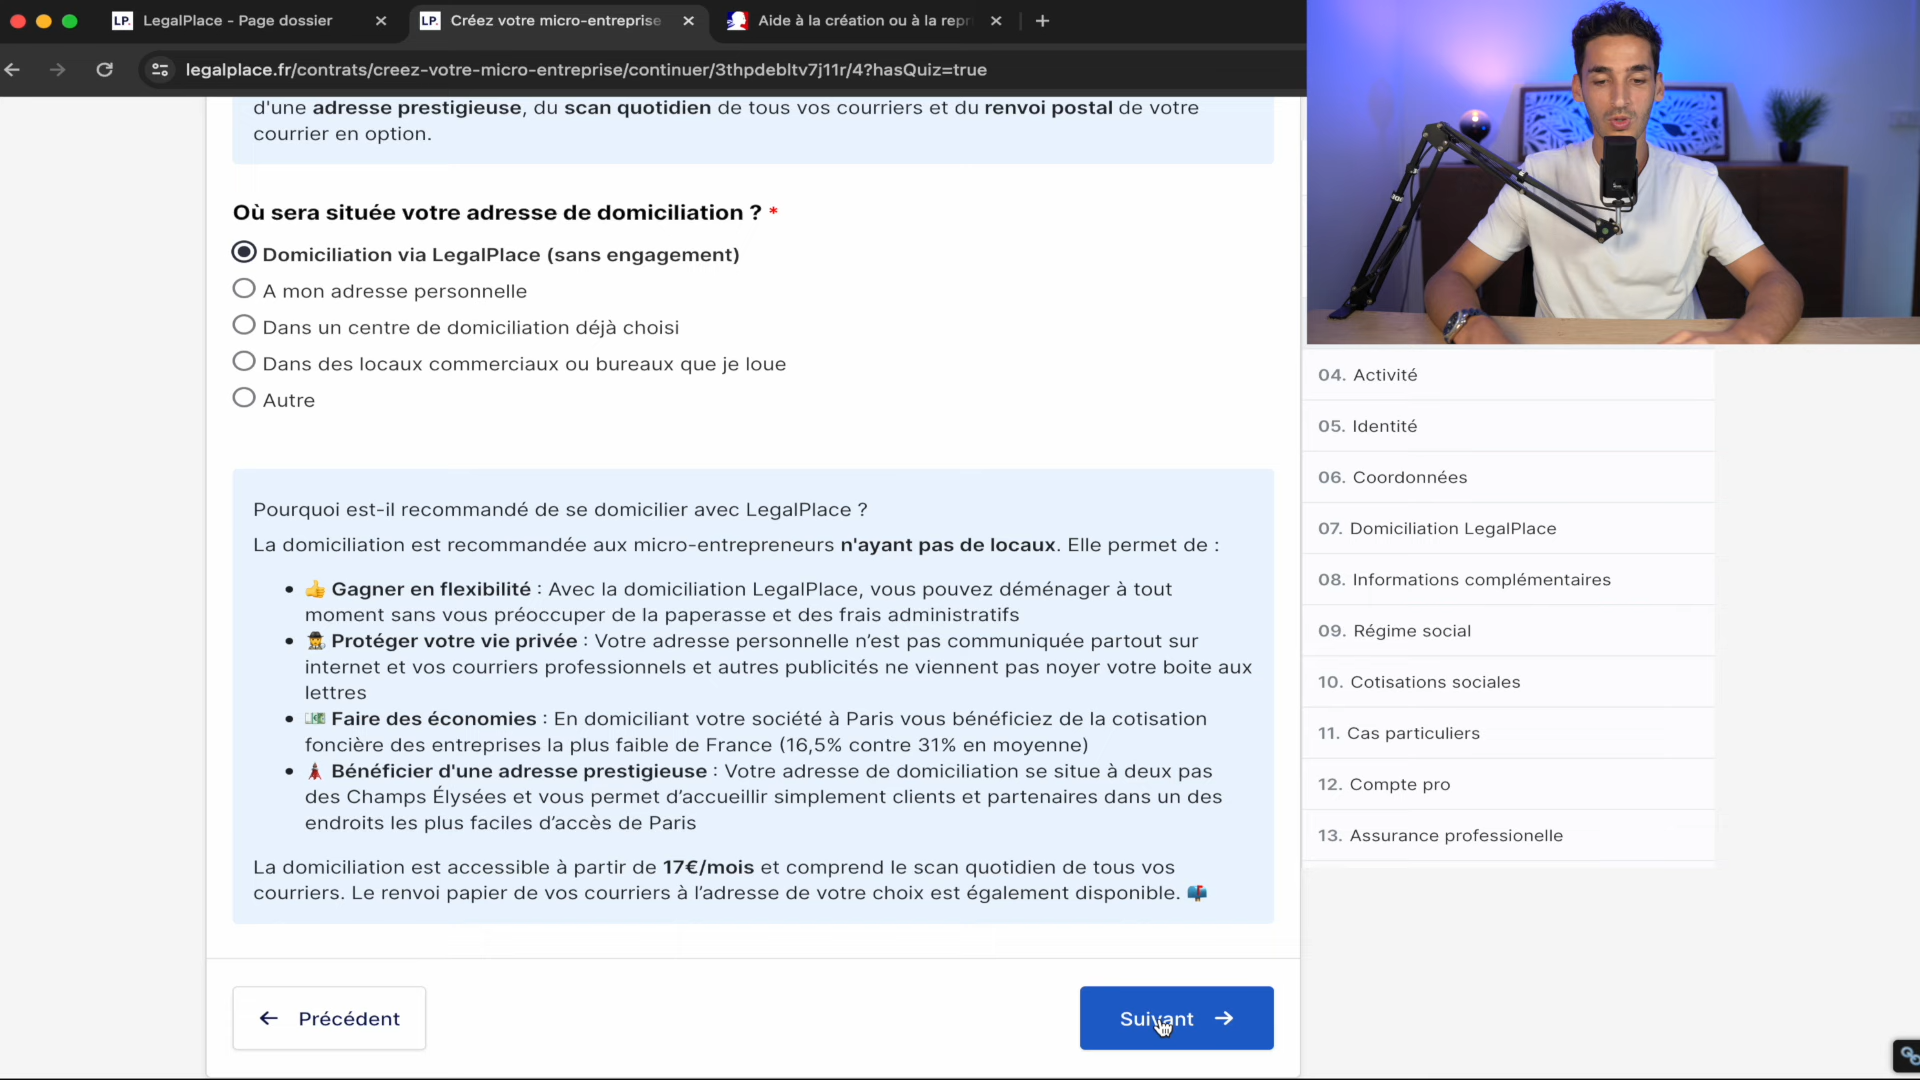 LP. LegalPlace - Page dossier
LP. Créez votre micro-entreprise
Aide à la création ou à la repr
legalplace.fr/contrats/creez-votre-micro-entreprise/continuer/3thpdebltv7j11r/4?hasQuiz=true
d'une adresse prestigieuse, du scan quotidien de tous vos courriers et du renvoi postal de votre
courrier en option.
Où sera située votre adresse de domiciliation ? *
Domiciliation via LegalPlace (sans engagement)
A mon adresse personnelle
Dans un centre de domiciliation déjà choisi
Dans des locaux commerciaux ou bureaux que je loue
Autre
Pourquoi est-il recommandé de se domicilier avec LegalPlace ?
La domiciliation est recommandée aux micro-entrepreneurs n'ayant pas de locaux. Elle permet de :
• 👍 Gagner en flexibilité : Avec la domiciliation LegalPlace, vous pouvez déménager à tout
moment sans vous préoccuper de la paperasse et des frais administratifs
• 🕵 Protéger votre vie privée : Votre adresse personnelle n'est pas communiquée partout sur
internet et vos courriers professionnels et autres publicités ne viennent pas noyer votre boite aux
lettres
• 💵 Faire des économies : En domiciliant votre société à Paris vous bénéficiez de la cotisation
foncière des entreprises la plus faible de France (16,5% contre 31% en moyenne)
• 🗼 Bénéficier d'une adresse prestigieuse : Votre adresse de domiciliation se situe à deux pas
des Champs Élysées et vous permet d'accueillir simplement clients et partenaires dans un des
endroits les plus faciles d'accès de Paris
La domiciliation est accessible à partir de 17€/mois et comprend le scan quotidien de tous vos
courriers. Le renvoi papier de vos courriers à l'adresse de votre choix est également disponible. 📫
← Précédent
Suivant →
04. Activité
05. Identité
06. Coordonnées
07. Domiciliation LegalPlace
08. Informations complémentaires
09. Régime social
10. Cotisations sociales
11. Cas particuliers
12. Compte pro
13. Assurance professionelle